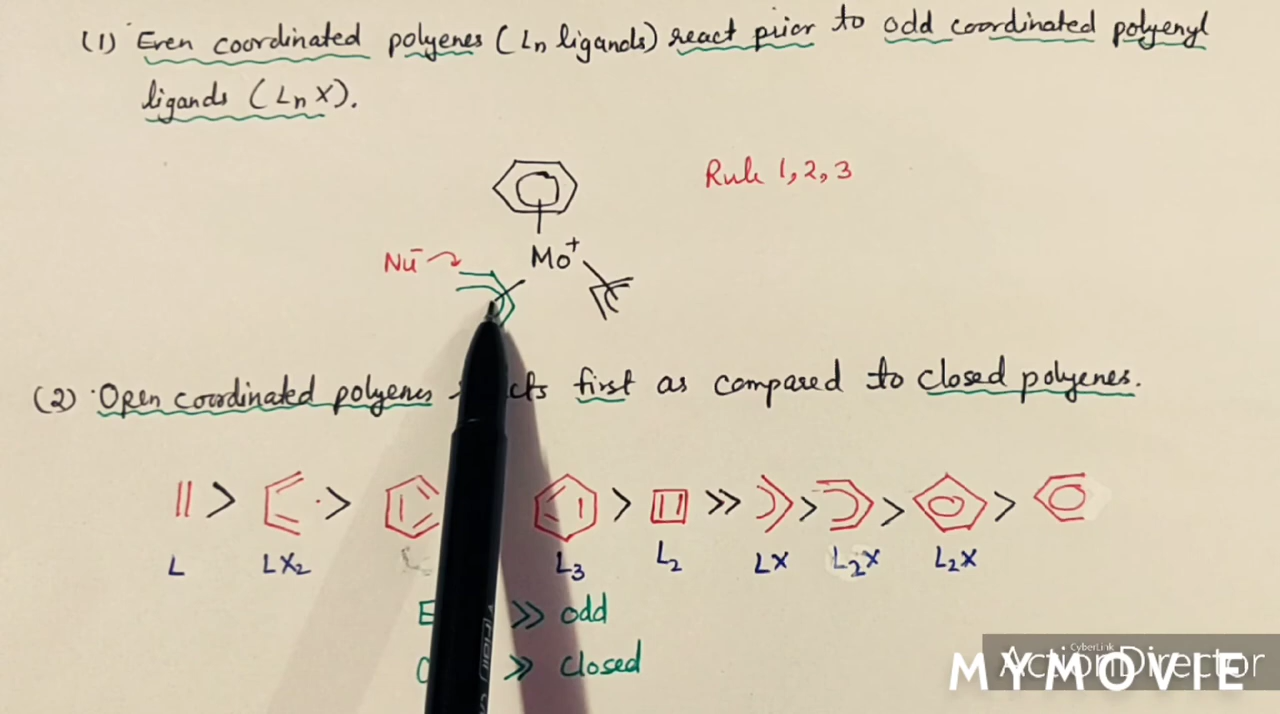 (1) Even coordinated polyenes (Ln ligands) react prior to odd coordinated polyenyl
ligands (LnX).
Rule 1, 2, 3
Nu⁻
Mo⁺
(2) Open coordinated polyenes first as compared to closed polyenes.
> > > >> > > >
L LX₂ L₃ L₂ LX L₂X L₂X
>> odd
>> closed
CyberLink
ActionDirector
MYMOVIE